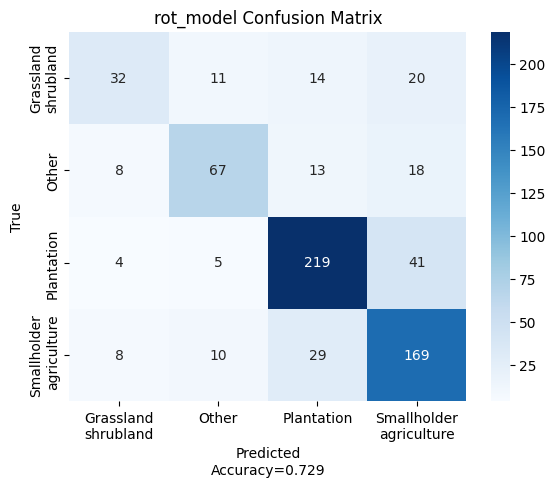 rot_model Confusion Matrix
True
Grassland
shrubland
32 11 14 20
Other
8 67 13 18
Plantation
4 5 219 41
Smallholder
agriculture
8 10 29 169
Grassland
shrubland
Other
Plantation
Smallholder
agriculture
Predicted
Accuracy=0.729
200
175
150
125
100
75
50
25